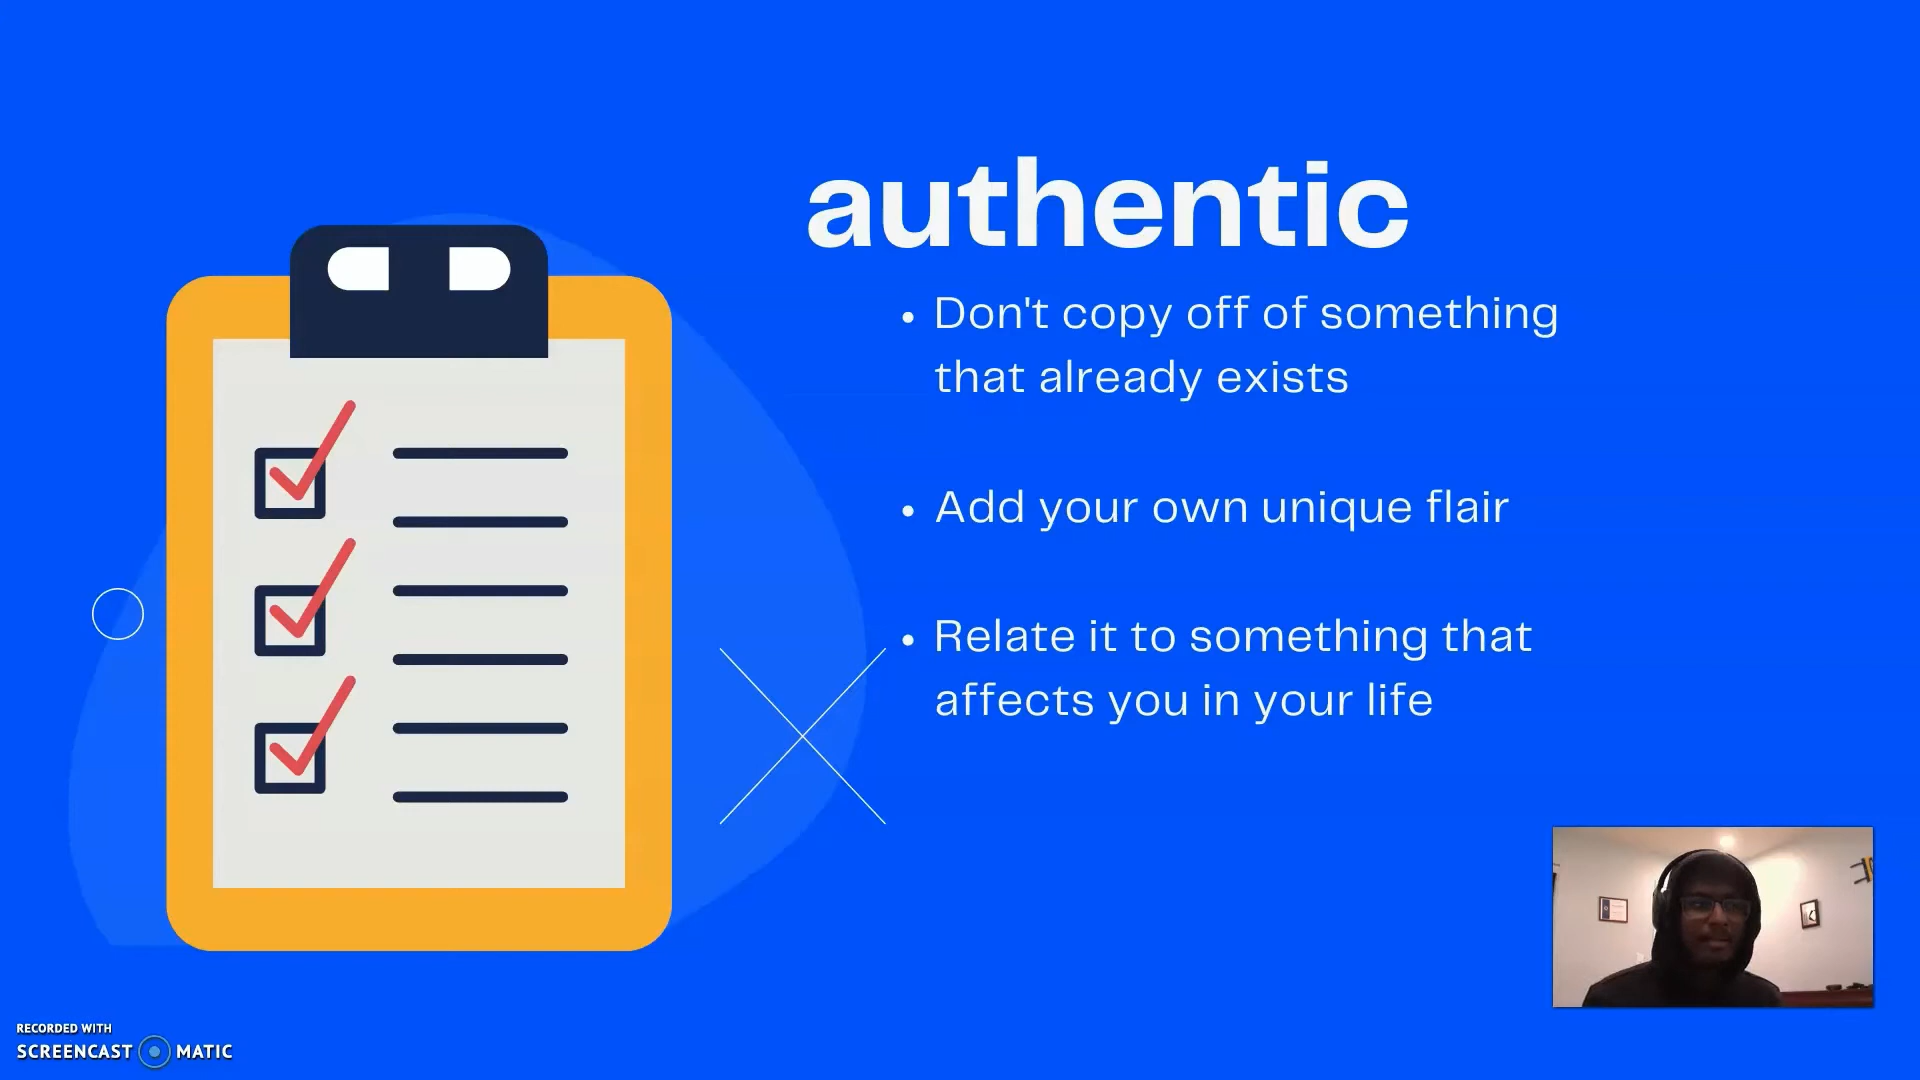 authentic
• Don't copy off of something
that already exists
• Add your own unique flair
• Relate it to something that
affects you in your life
RECORDED WITH
SCREENCAST MATIC